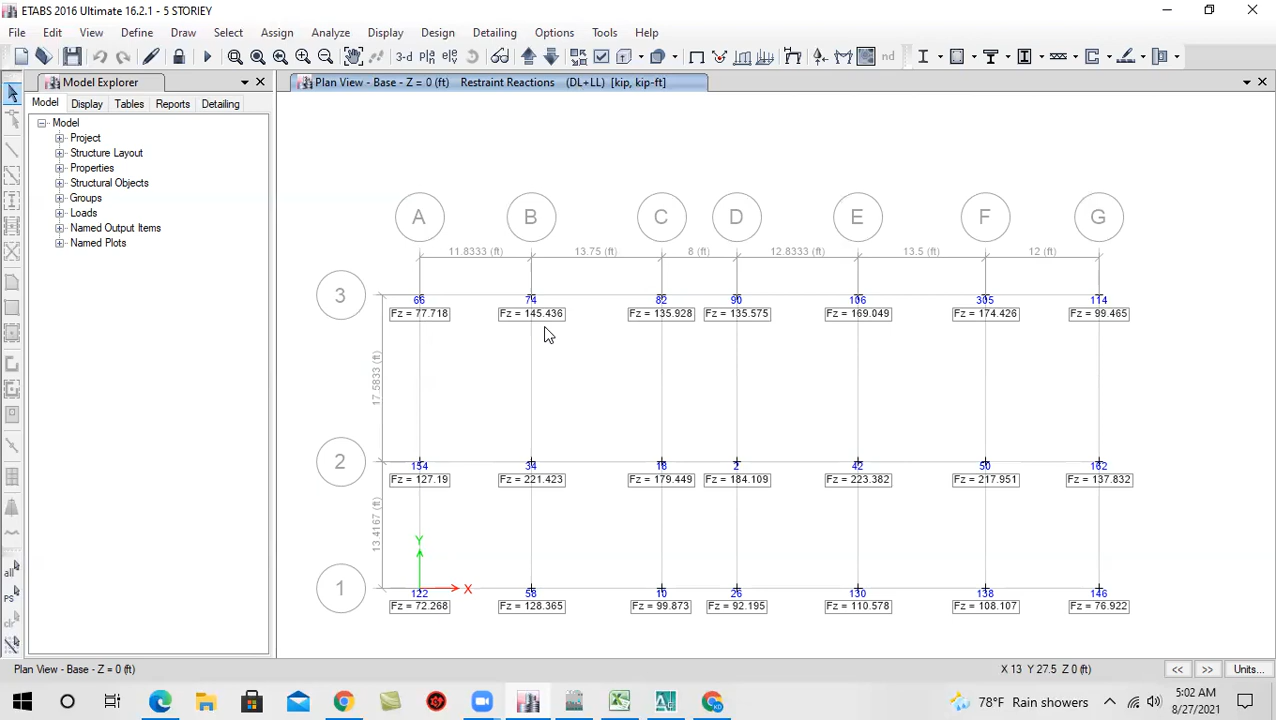 ETABS 2016 Ultimate 16.2.1 - 5 STORIEY
File Edit View Define Draw Select Assign Analyze Display Design Detailing Options Tools Help
3-d pla ele nd
Model Explorer
Plan View - Base - Z = 0 (ft) Restraint Reactions (DL+LL) [kip, kip-ft]
Model Display Tables Reports Detailing
Model
Project
Structure Layout
Properties
Structural Objects
Groups
Loads
Named Output Items
Named Plots
A B C D E F G
11.8333 (ft) 13.75 (ft) 8 (ft) 12.8333 (ft) 13.5 (ft) 12 (ft)
3
66 74 82 90 106 305 114
Fz = 77.718 Fz = 145.436 Fz = 135.928 Fz = 135.575 Fz = 169.049 Fz = 174.426 Fz = 99.465
17.5833 (ft)
2
154 34 18 2 42 50 162
Fz = 127.19 Fz = 221.423 Fz = 179.449 Fz = 184.109 Fz = 223.382 Fz = 217.951 Fz = 137.832
13.4167 (ft)
Y
1
X
122 58 10 26 130 138 146
Fz = 72.268 Fz = 128.365 Fz = 99.873 Fz = 92.195 Fz = 110.578 Fz = 108.107 Fz = 76.922
all
PS
clr
Plan View - Base - Z = 0 (ft)
X 13 Y 27.5 Z 0 (ft)
<< >> Units...
78°F Rain showers
5:02 AM
8/27/2021